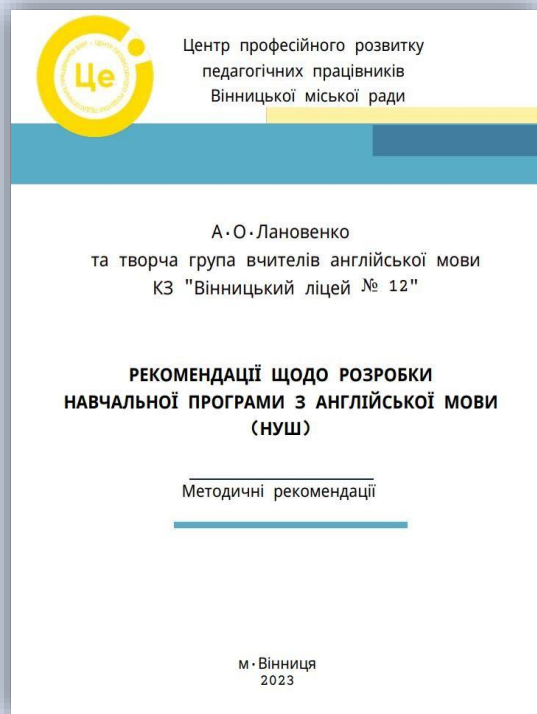 Це
Центр професійного розвитку
педагогічних працівників
Вінницької міської ради
А.О.Лановенко
та творча група вчителів англійської мови
КЗ "Вінницький ліцей № 12"
РЕКОМЕНДАЦІЇ ЩОДО РОЗРОБКИ
НАВЧАЛЬНОЇ ПРОГРАМИ З АНГЛІЙСЬКОЇ МОВИ
(НУШ)
Методичні рекомендації
м.Вінниця
2023